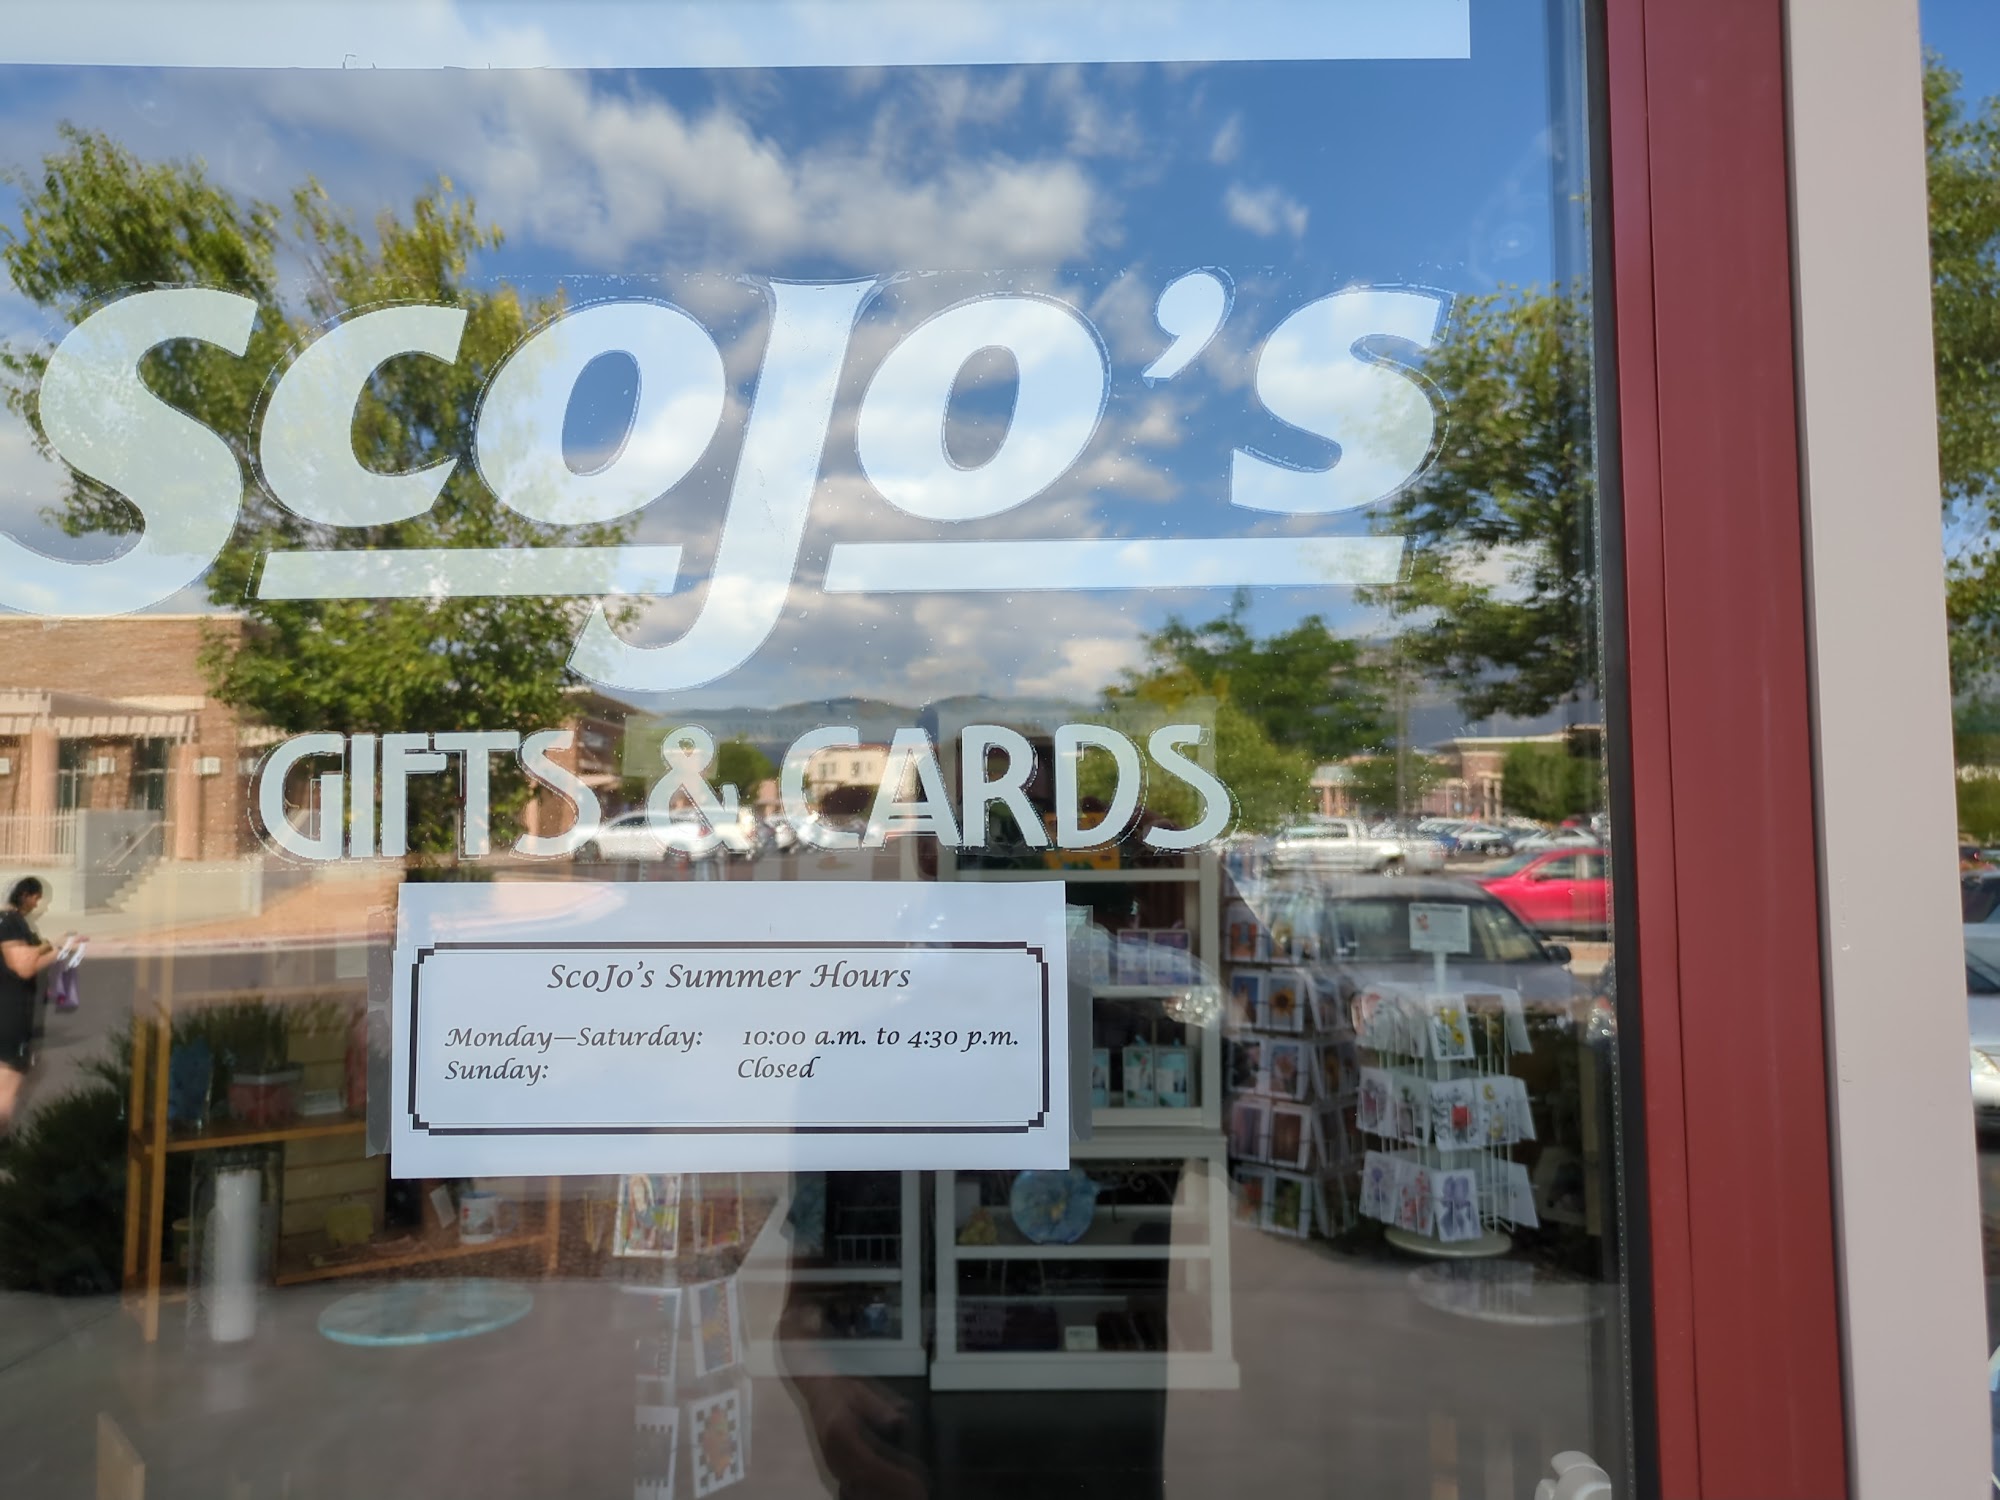 ScoJo's
GIFTS & CARDS
ScoJo's Summer Hours
Monday—Saturday: 10:00 a.m. to 4:30 p.m.
Sunday: Closed